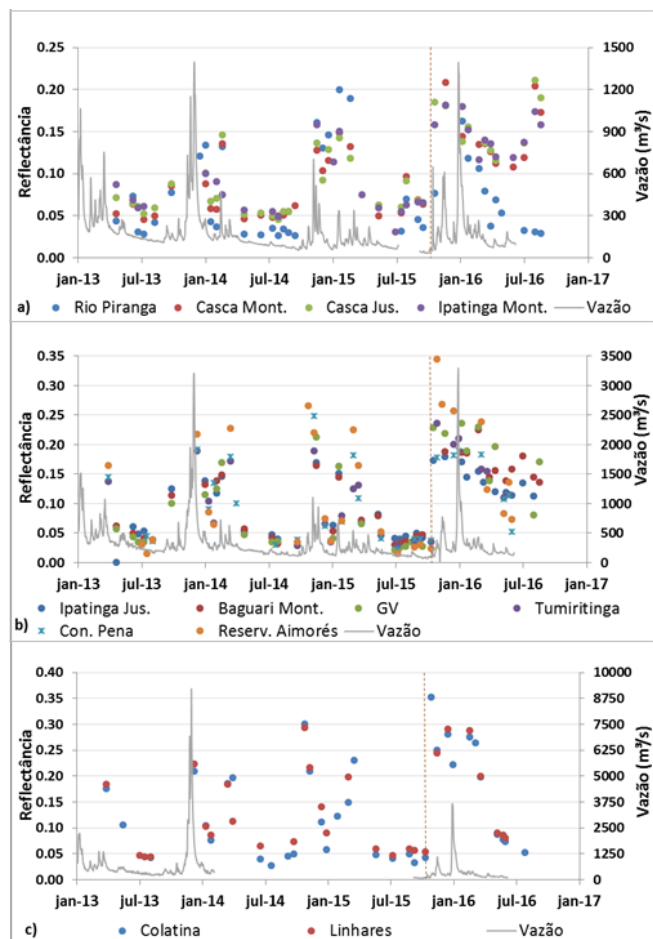 0.25 1500
0.20 1200
0.15 900
0.10 600
0.05 300
0.00 0
Reflectância
Vazão (m³/s)
jan-13 jul-13 jan-14 jul-14 jan-15 jul-15 jan-16 jul-16 jan-17
a) Rio Piranga Casca Mont. Casca Jus. Ipatinga Mont. Vazão
0.35 3500
0.30 3000
0.25 2500
0.20 2000
0.15 1500
0.10 1000
0.05 500
0.00 0
Reflectância
Vazão (m³/s)
jan-13 jul-13 jan-14 jul-14 jan-15 jul-15 jan-16 jul-16 jan-17
Ipatinga Jus. Baguari Mont. GV Tumiritinga
b) Con. Pena Reserv. Aimorés Vazão
0.40 10000
0.35 8750
0.30 7500
0.25 6250
0.20 5000
0.15 3750
0.10 2500
0.05 1250
0.00 0
Reflectância
Vazão (m³/s)
jan-13 jul-13 jan-14 jul-14 jan-15 jul-15 jan-16 jul-16 jan-17
c) Colatina Linhares Vazão